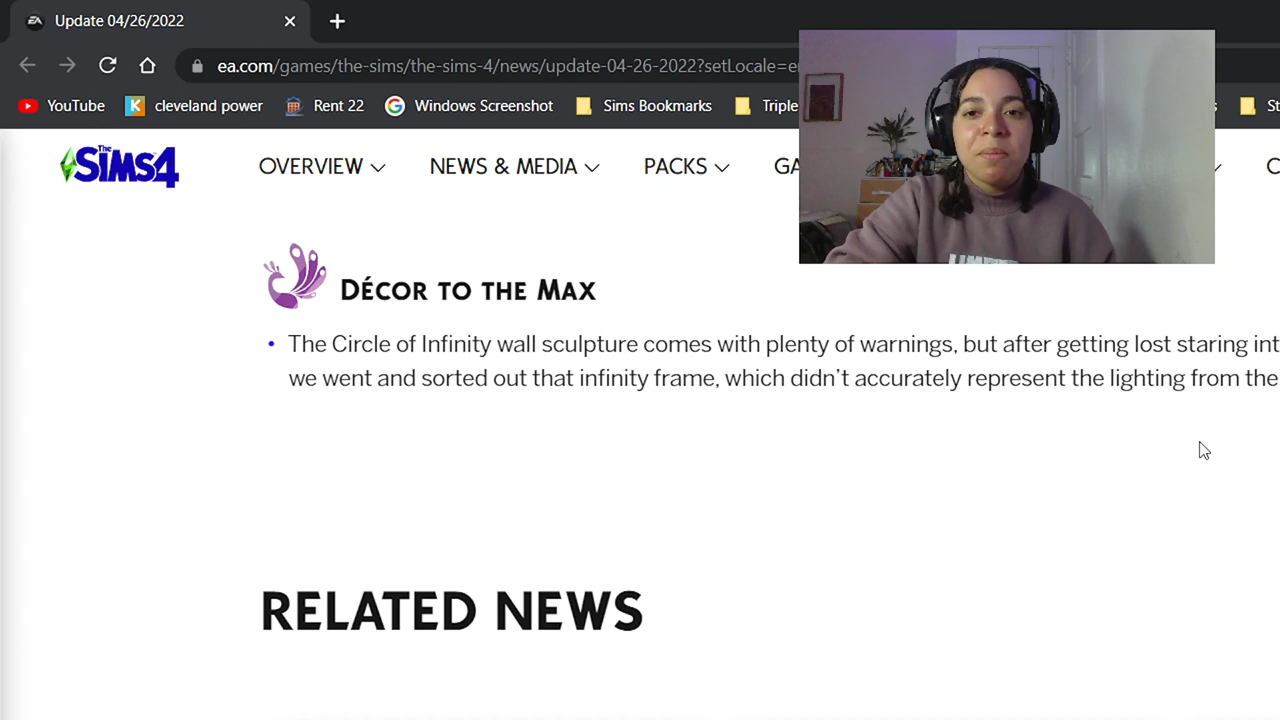 Update 04/26/2022
ea.com/games/the-sims/the-sims-4/news/update-04-26-2022?setLocale=e
YouTube cleveland power Rent 22 Windows Screenshot Sims Bookmarks Triple
THE SIMS4 OVERVIEW NEWS & MEDIA PACKS GA
DÉCOR TO THE MAX
• The Circle of Infinity wall sculpture comes with plenty of warnings, but after getting lost staring int
we went and sorted out that infinity frame, which didn't accurately represent the lighting from the
RELATED NEWS